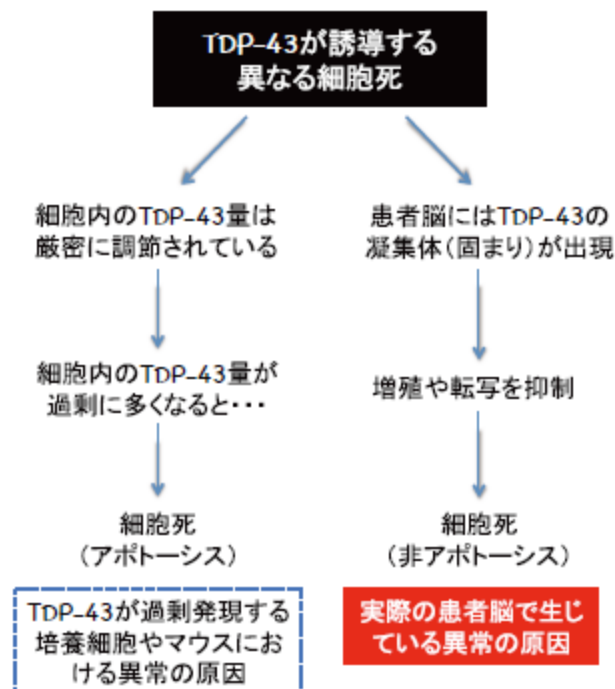 TDP-43が誘導する
異なる細胞死
細胞内のTDP-43量は
厳密に調節されている
細胞内のTDP-43量が
過剰に多くなると・・・
細胞死
(アポトーシス)
TDP-43が過剰発現する
培養細胞やマウスにお
ける異常の原因
患者脳にはTDP-43の
凝集体(固まり)が出現
増殖や転写を抑制
細胞死
(非アポトーシス)
実際の患者脳で生じ
ている異常の原因